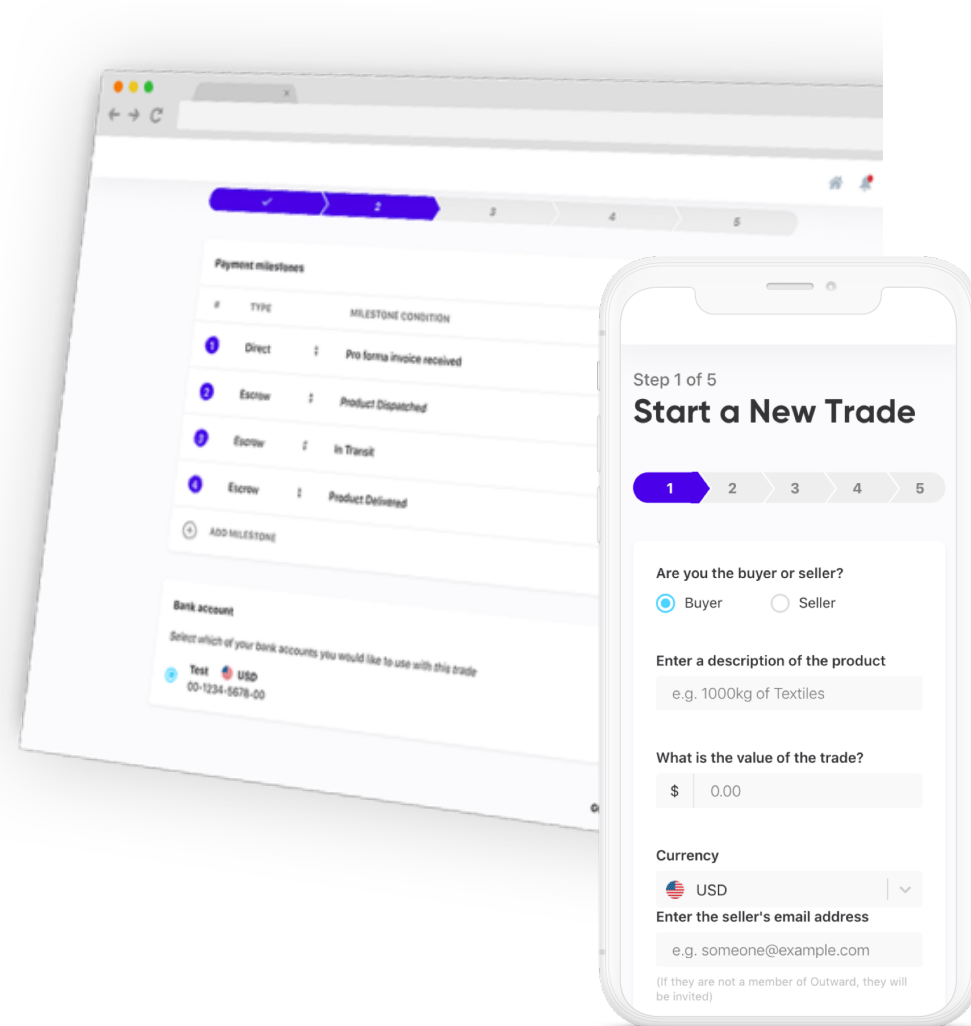 ×
✓ 2 3 4 5
Payment milestones
# TYPE MILESTONE CONDITION
1 Direct Pro forma invoice received
2 Escrow Product Dispatched
3 Escrow In Transit
4 Escrow Product Delivered
ADD MILESTONE
Bank account
Select which of your bank accounts you would like to use with this trade
Test USD
00-1234-5678-00
Step 1 of 5
Start a New Trade
1 2 3 4 5
Are you the buyer or seller?
Buyer Seller
Enter a description of the product
e.g. 1000kg of Textiles
What is the value of the trade?
$ 0.00
Currency
USD
Enter the seller's email address
e.g. someone@example.com
(If they are not a member of Outward, they will
be invited)